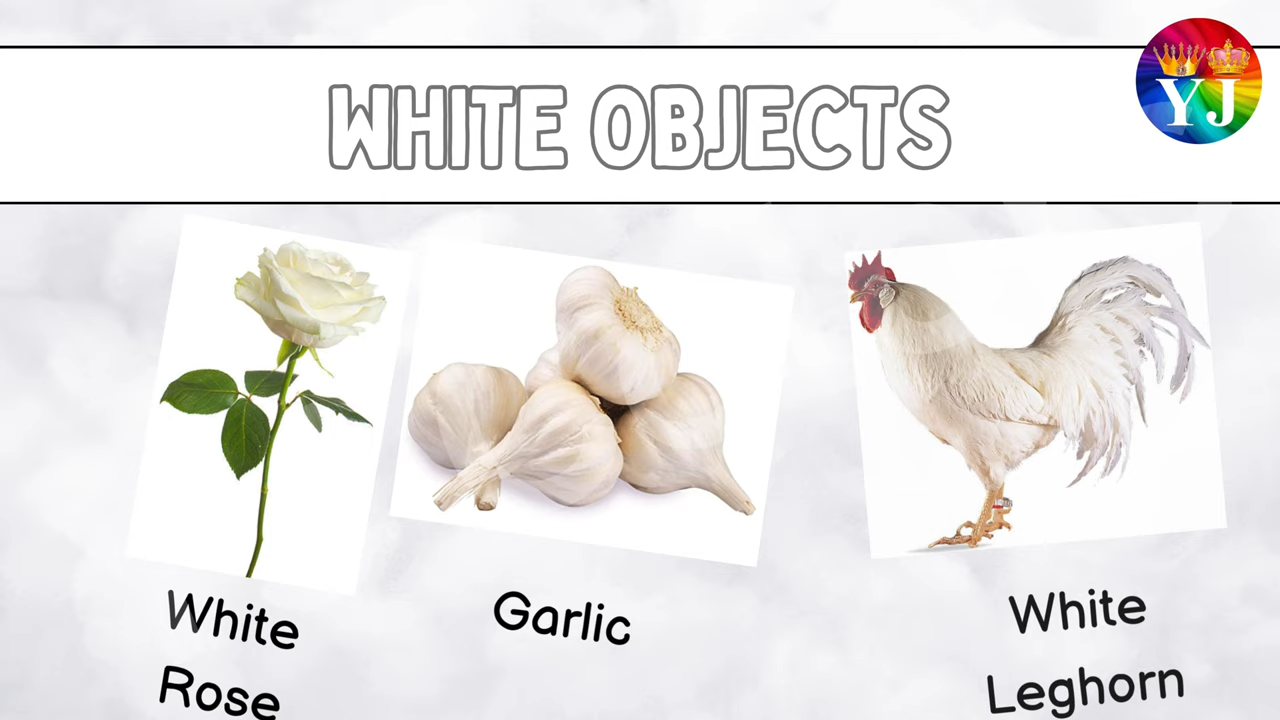 WHITE OBJECTS
YJ
White
Rose
Garlic
White
Leghorn